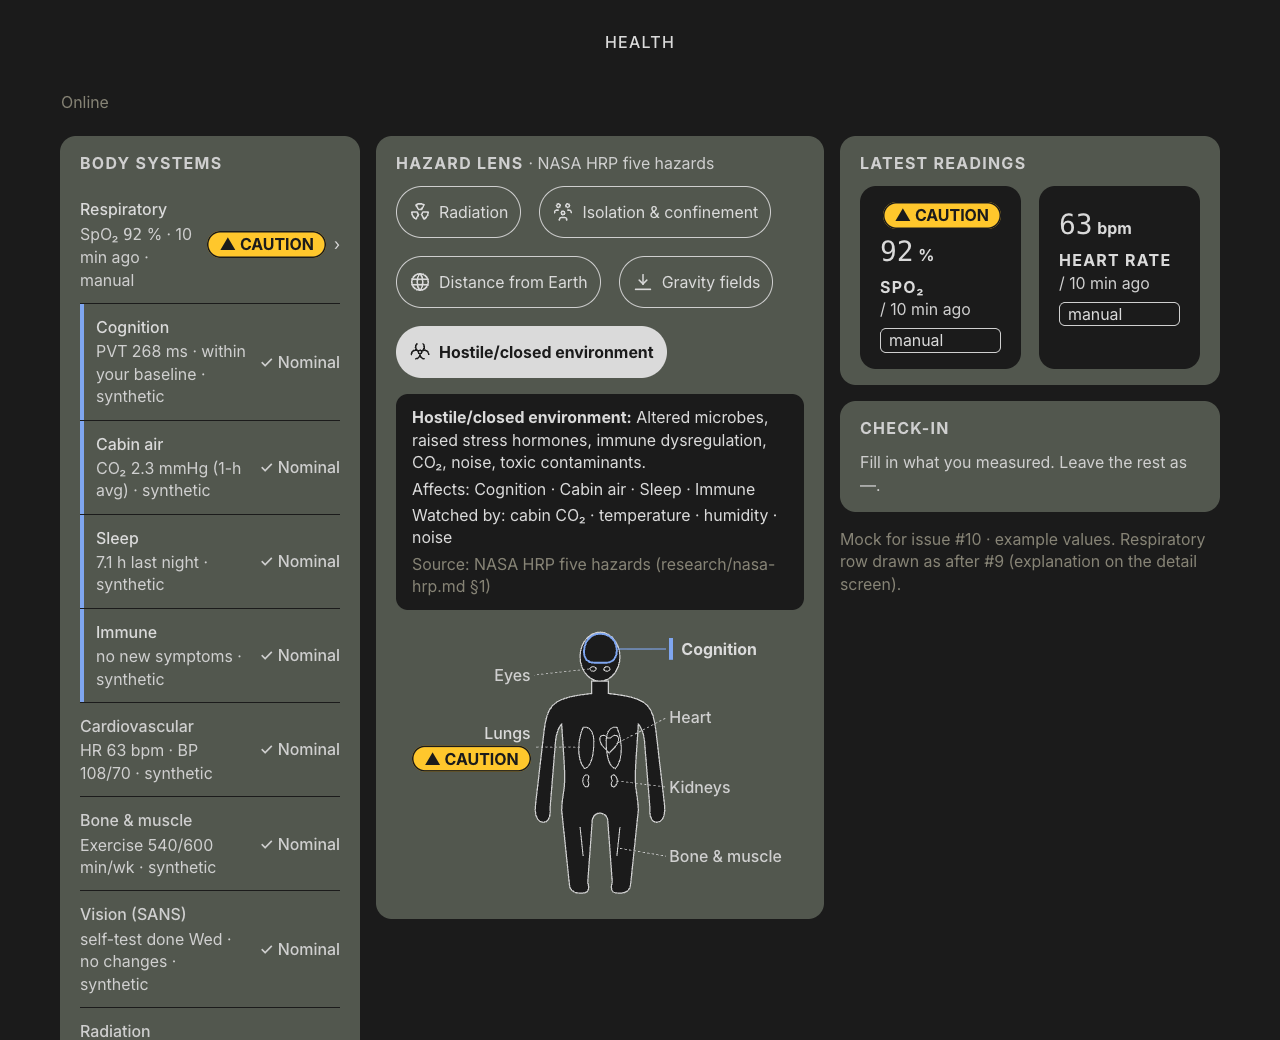 HEALTH
Online
BODY SYSTEMS
Respiratory
SpO₂ 92 % · 10
min ago ·
manual
CAUTION ›
Cognition
PVT 268 ms · within
your baseline ·
synthetic
✓ Nominal
Cabin air
CO₂ 2.3 mmHg (1-h
avg) · synthetic
✓ Nominal
Sleep
7.1 h last night ·
synthetic
✓ Nominal
Immune
no new symptoms ·
synthetic
✓ Nominal
Cardiovascular
HR 63 bpm · BP
108/70 · synthetic
✓ Nominal
Bone & muscle
Exercise 540/600
min/wk · synthetic
✓ Nominal
Vision (SANS)
self-test done Wed ·
no changes ·
synthetic
✓ Nominal
Radiation
HAZARD LENS · NASA HRP five hazards
Radiation
Isolation & confinement
Distance from Earth
Gravity fields
Hostile/closed environment
Hostile/closed environment: Altered microbes,
raised stress hormones, immune dysregulation,
CO₂, noise, toxic contaminants.
Affects: Cognition · Cabin air · Sleep · Immune
Watched by: cabin CO₂ · temperature · humidity ·
noise
Source: NASA HRP five hazards (research/nasa-
hrp.md §1)
Cognition
Eyes
Heart
Lungs
CAUTION
Kidneys
Bone & muscle
LATEST READINGS
CAUTION
92 %
SPO₂
/ 10 min ago
manual
63 bpm
HEART RATE
/ 10 min ago
manual
CHECK-IN
Fill in what you measured. Leave the rest as
—.
Mock for issue #10 · example values. Respiratory
row drawn as after #9 (explanation on the detail
screen).